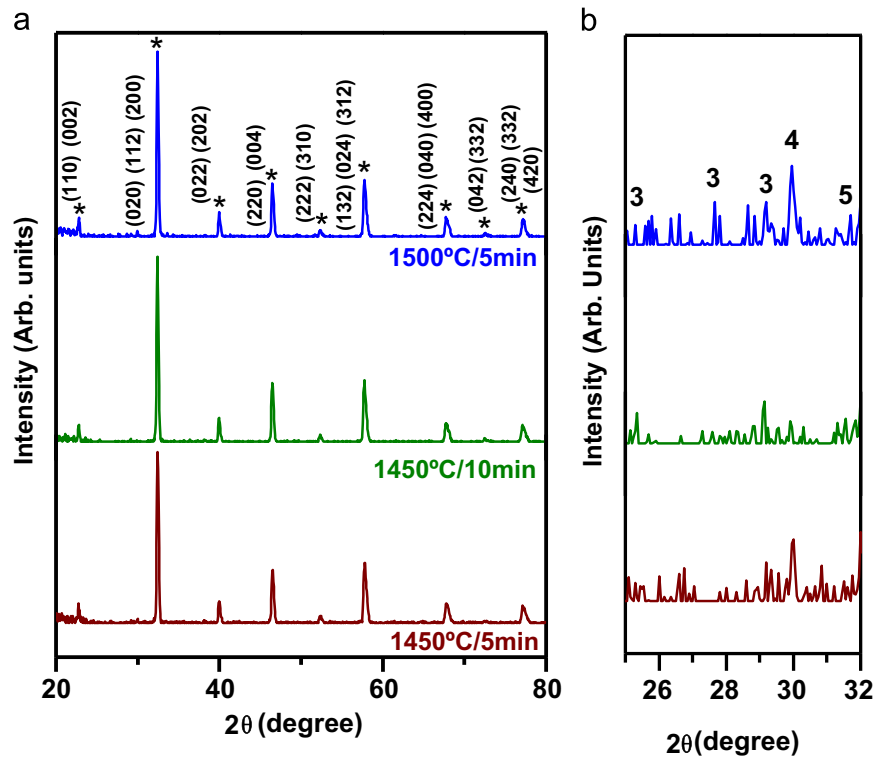 a
Intensity (Arb. units)
(110) (002)
*
(020) (112) (200)
*
(022) (202)
*
(220) (004)
*
(222) (310)
*
(132) (024) (312)
*
(224) (040) (400)
*
(042) (332)
*
(240) (332)
(420)
*
1500ºC/5min
1450ºC/10min
1450ºC/5min
20 40 60 80
2θ (degree)
b
Intensity (Arb. Units)
3 3 3 4 5
26 28 30 32
2θ(degree)